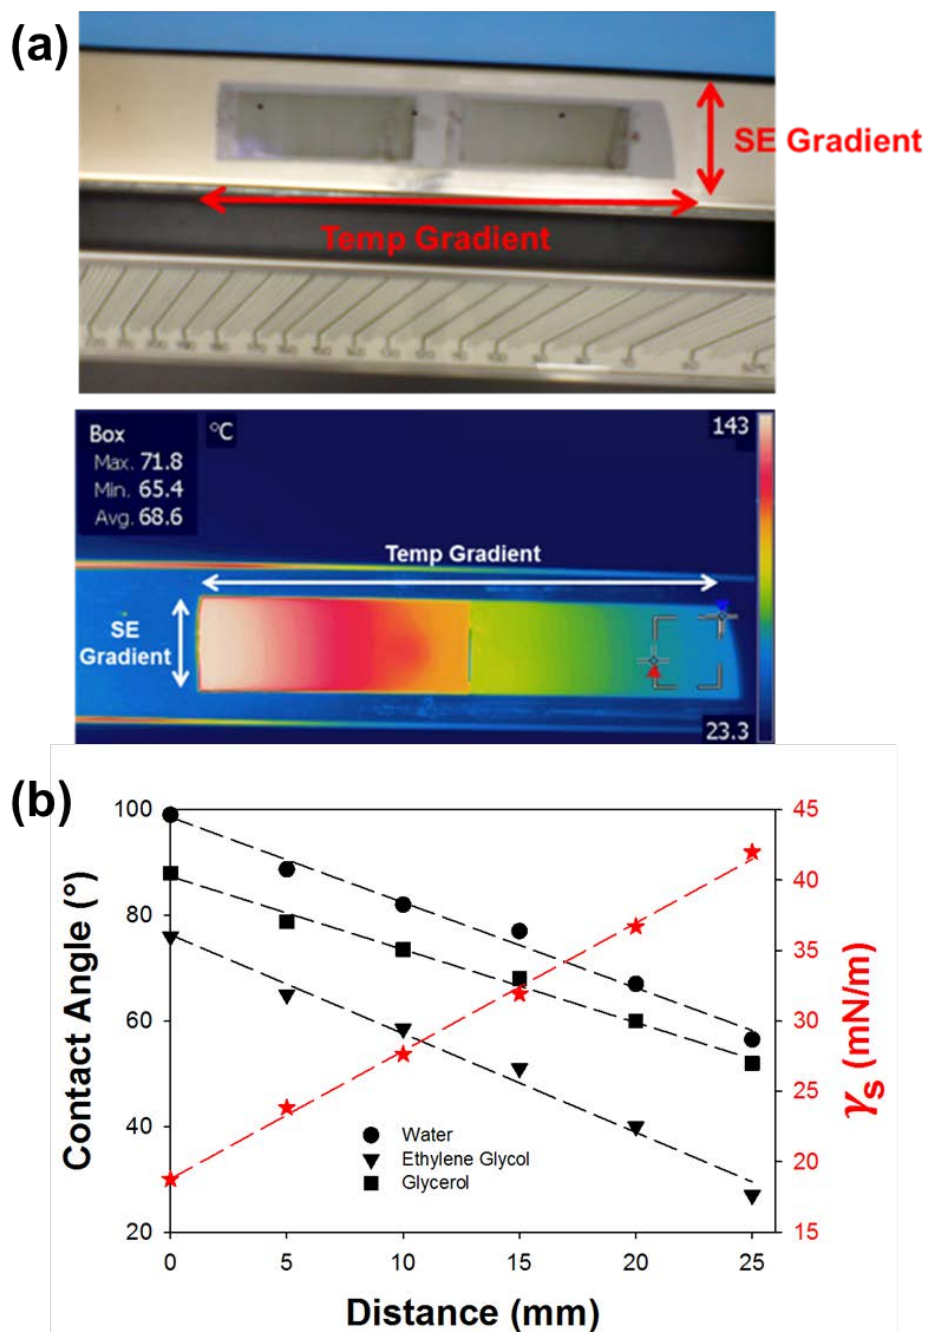 (a)
SE Gradient
Temp Gradient
Box
°C
143
Max. 71.8
Min. 65.4
Avg. 68.6
Temp Gradient
SE
Gradient
23.3
(b)
100
80
60
40
20
Contact Angle (°)
45
40
35
30
25
20
15
γs (mN/m)
Water
Ethylene Glycol
Glycerol
0 5 10 15 20 25
Distance (mm)